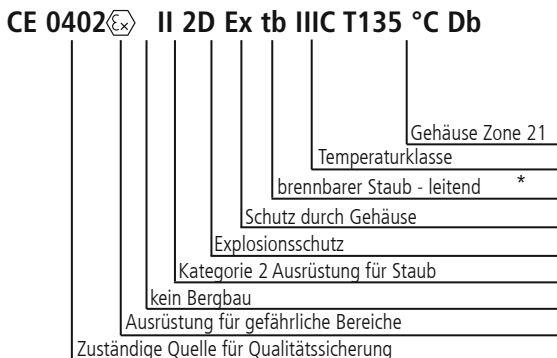 CE 0402 Ex II 2D Ex tb IIIC T135 °C Db
Gehäuse Zone 21
Temperaturklasse
brennbarer Staub - leitend *
Schutz durch Gehäuse
Explosionsschutz
Kategorie 2 Ausrüstung für Staub
kein Bergbau
Ausrüstung für gefährliche Bereiche
Zuständige Quelle für Qualitätssicherung